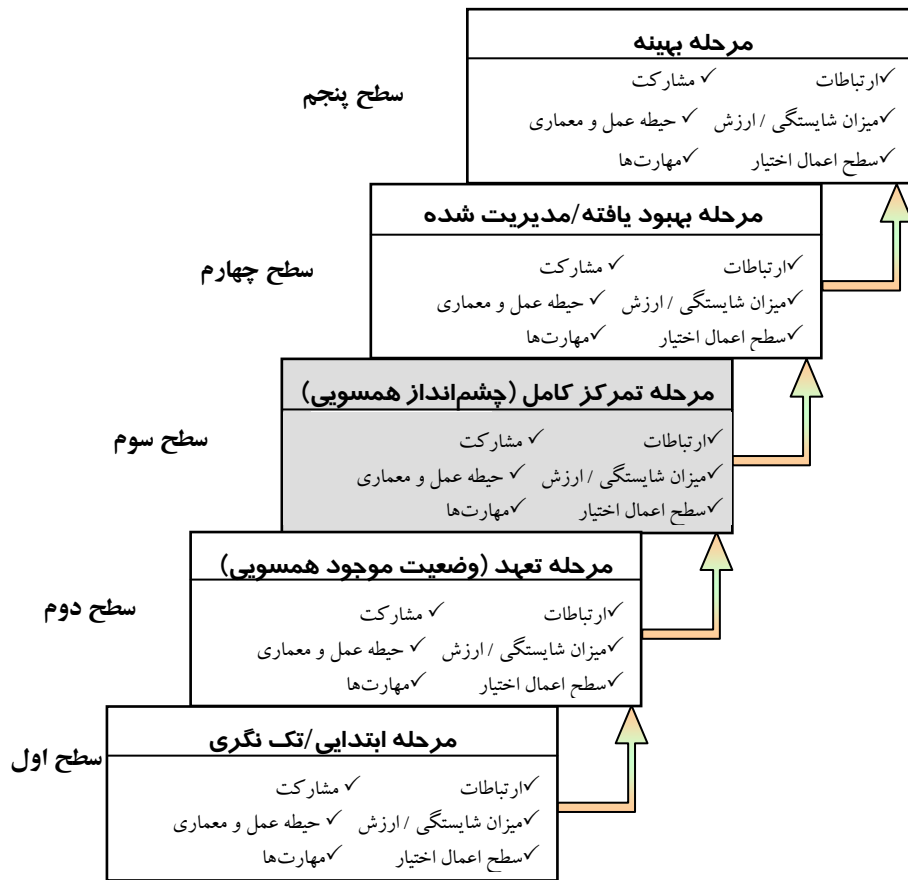 مرحله بهینه
سطح پنجم
✓ارتباطات ✓ مشارکت
✓میزان شایستگی / ارزش ✓ حیطه عمل و معماری
✓سطح اعمال اختیار ✓مهارت‌ها
مرحله بهبود یافته/مدیریت شده
سطح چهارم
✓ارتباطات ✓ مشارکت
✓میزان شایستگی / ارزش ✓ حیطه عمل و معماری
✓سطح اعمال اختیار ✓مهارت‌ها
مرحله تمرکز کامل (چشم‌انداز همسویی)
سطح سوم
✓ارتباطات ✓ مشارکت
✓میزان شایستگی / ارزش ✓ حیطه عمل و معماری
✓سطح اعمال اختیار ✓مهارت‌ها
مرحله تعهد (وضعیت موجود همسویی)
سطح دوم
✓ارتباطات ✓ مشارکت
✓میزان شایستگی / ارزش ✓ حیطه عمل و معماری
✓سطح اعمال اختیار ✓مهارت‌ها
مرحله ابتدایی/تک نگری
سطح اول
✓ارتباطات ✓ مشارکت
✓میزان شایستگی / ارزش ✓ حیطه عمل و معماری
✓سطح اعمال اختیار ✓مهارت‌ها